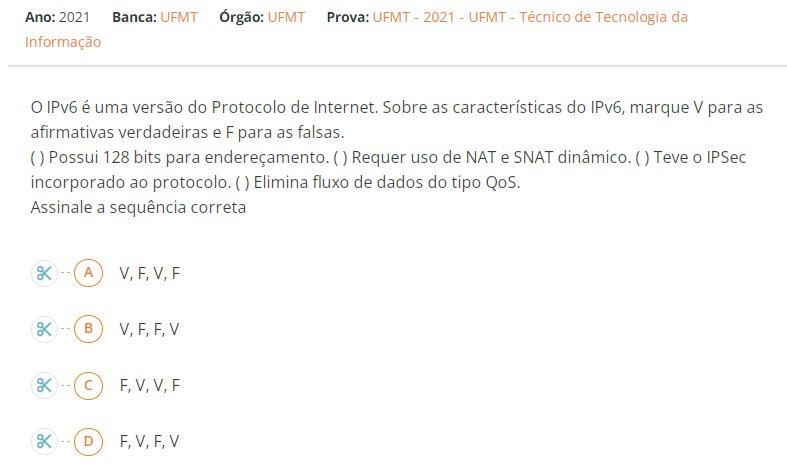 Ano: 2021 Banca: UFMT Órgão: UFMT Prova: UFMT - 2021 - UFMT - Técnico de Tecnologia da
Informação
O IPv6 é uma versão do Protocolo de Internet. Sobre as características do IPv6, marque V para as
afirmativas verdadeiras e F para as falsas.
( ) Possui 128 bits para endereçamento. ( ) Requer uso de NAT e SNAT dinâmico. ( ) Teve o IPSec
incorporado ao protocolo. ( ) Elimina fluxo de dados do tipo QoS.
Assinale a sequência correta
A V, F, V, F
B V, F, F, V
C F, V, V, F
D F, V, F, V